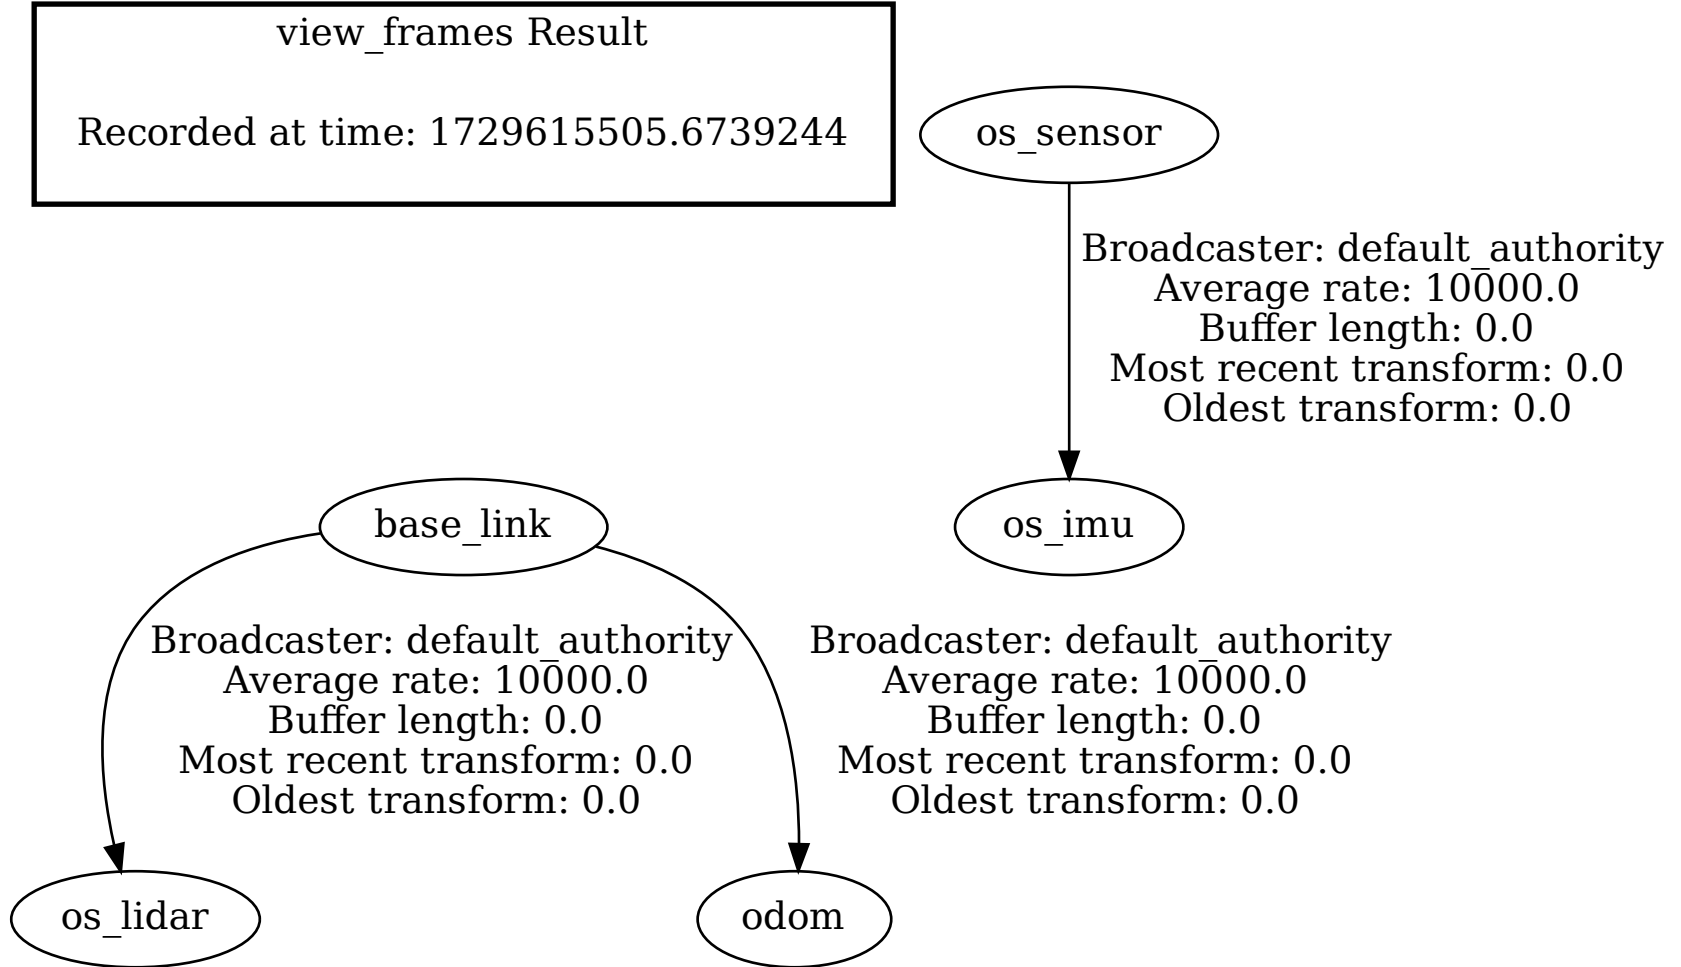 view_frames Result
Recorded at time: 1729615505.6739244
os_sensor
Broadcaster: default_authority
Average rate: 10000.0
Buffer length: 0.0
Most recent transform: 0.0
Oldest transform: 0.0
base_link
os_imu
Broadcaster: default_authority
Average rate: 10000.0
Buffer length: 0.0
Most recent transform: 0.0
Oldest transform: 0.0
Broadcaster: default_authority
Average rate: 10000.0
Buffer length: 0.0
Most recent transform: 0.0
Oldest transform: 0.0
os_lidar
odom